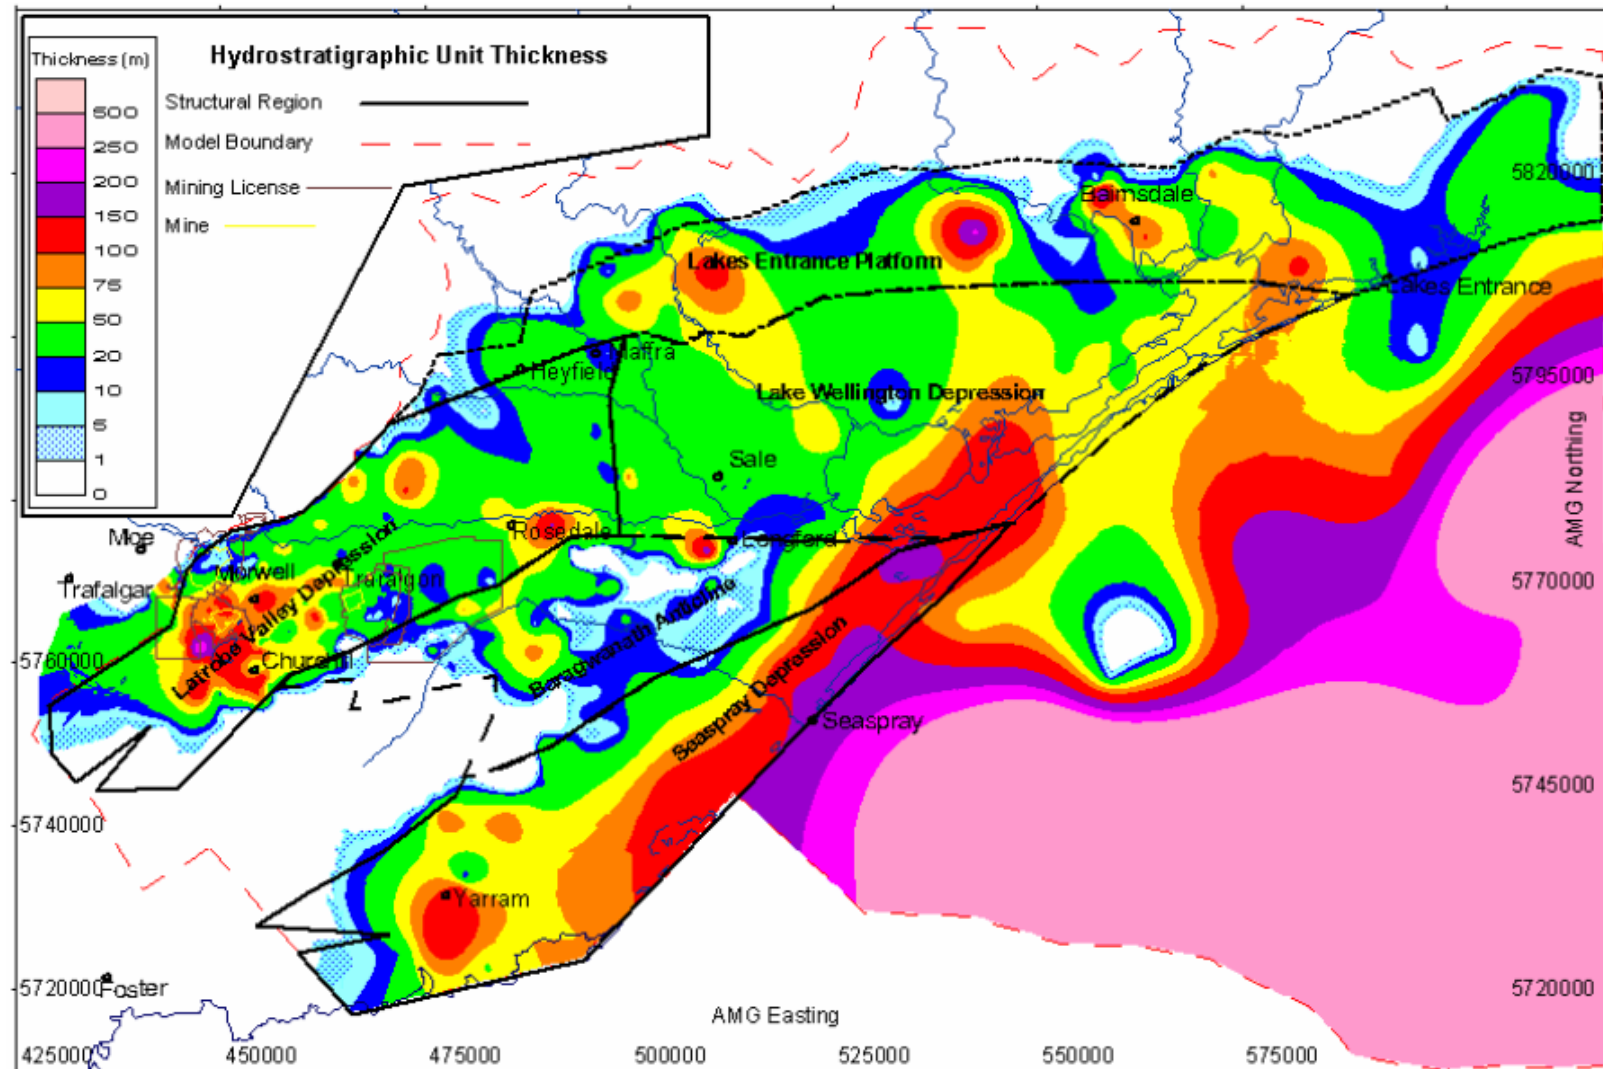 Hydrostratigraphic Unit Thickness
Thickness (m)
500
250
200
150
100
75
50
20
10
5
1
0
Structural Region
Model Boundary
Mining License
Mine
Bairnsdale
5820000
Lakes Entrance Platform
Lakes Entrance
Maffra
Heyfield
5795000
Lake Wellington Depression
AMG Northing
Sale
Rosedale
Longford
Moe
Morwell
Traralgon
Trafalgar
5770000
Latrobe Valley Depression
Baragwanath Anticline
5760000
Churchill
Seaspray Depression
Seaspray
5745000
5740000
Yarram
Foster
5720000
5720000
AMG Easting
425000
450000
475000
500000
525000
550000
575000